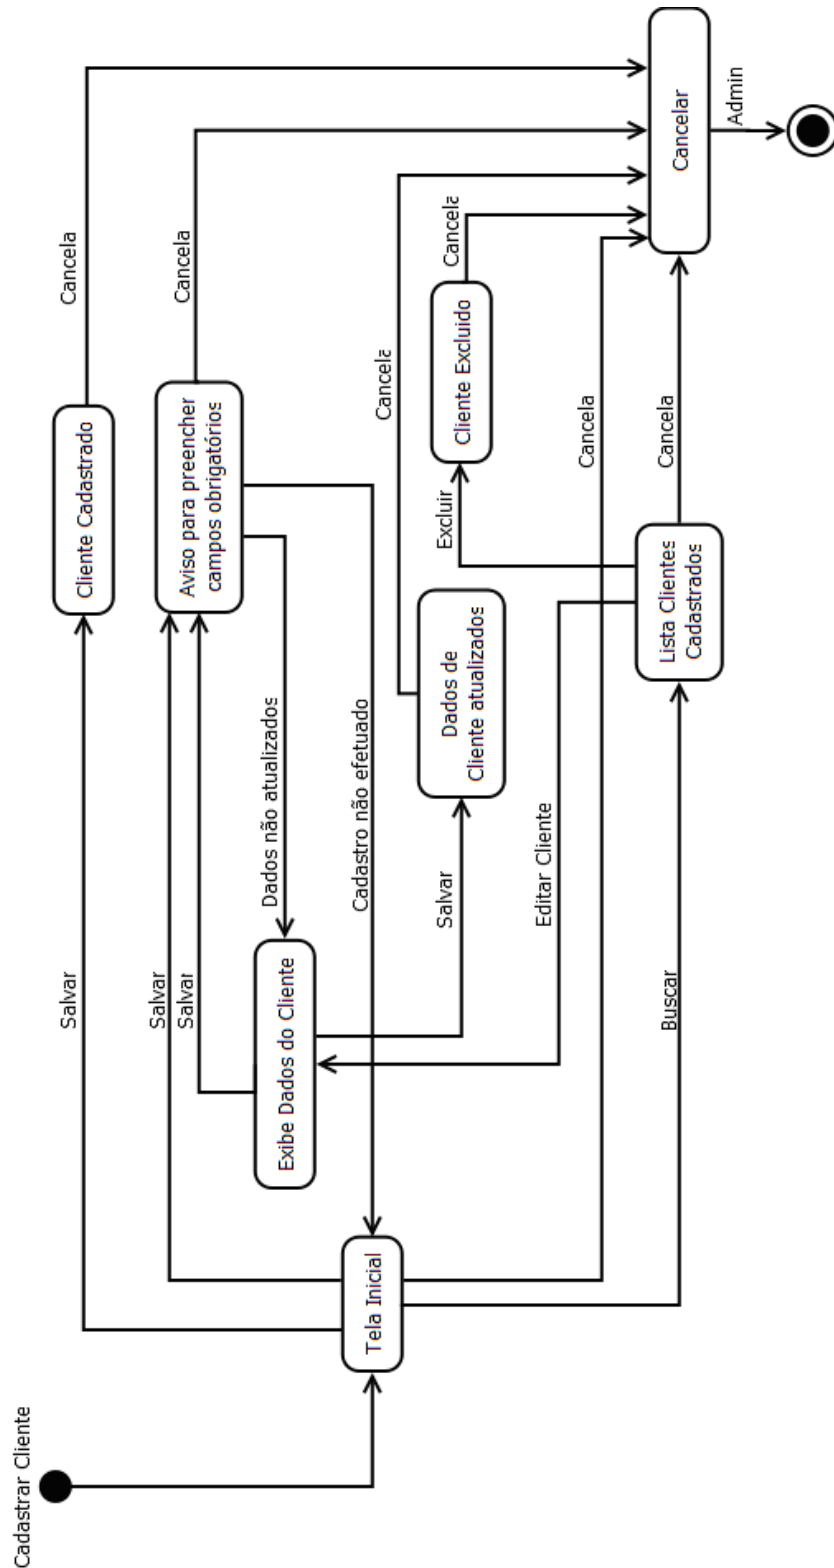 Cadastrar Cliente
Salvar
Cliente Cadastrado
Cancela
Salvar
Salvar
Aviso para preencher
campos obrigatórios
Cancela
Dados não atualizados
Exibe Dados do Cliente
Cadastro não efetuado
Tela Inicial
Cancela
Salvar
Dados de
Cliente atualizados
Excluir
Cliente Excluido
Cancela
Editar Cliente
Cancela
Buscar
Lista Clientes
Cadastrados
Cancela
Cancelar
Admin